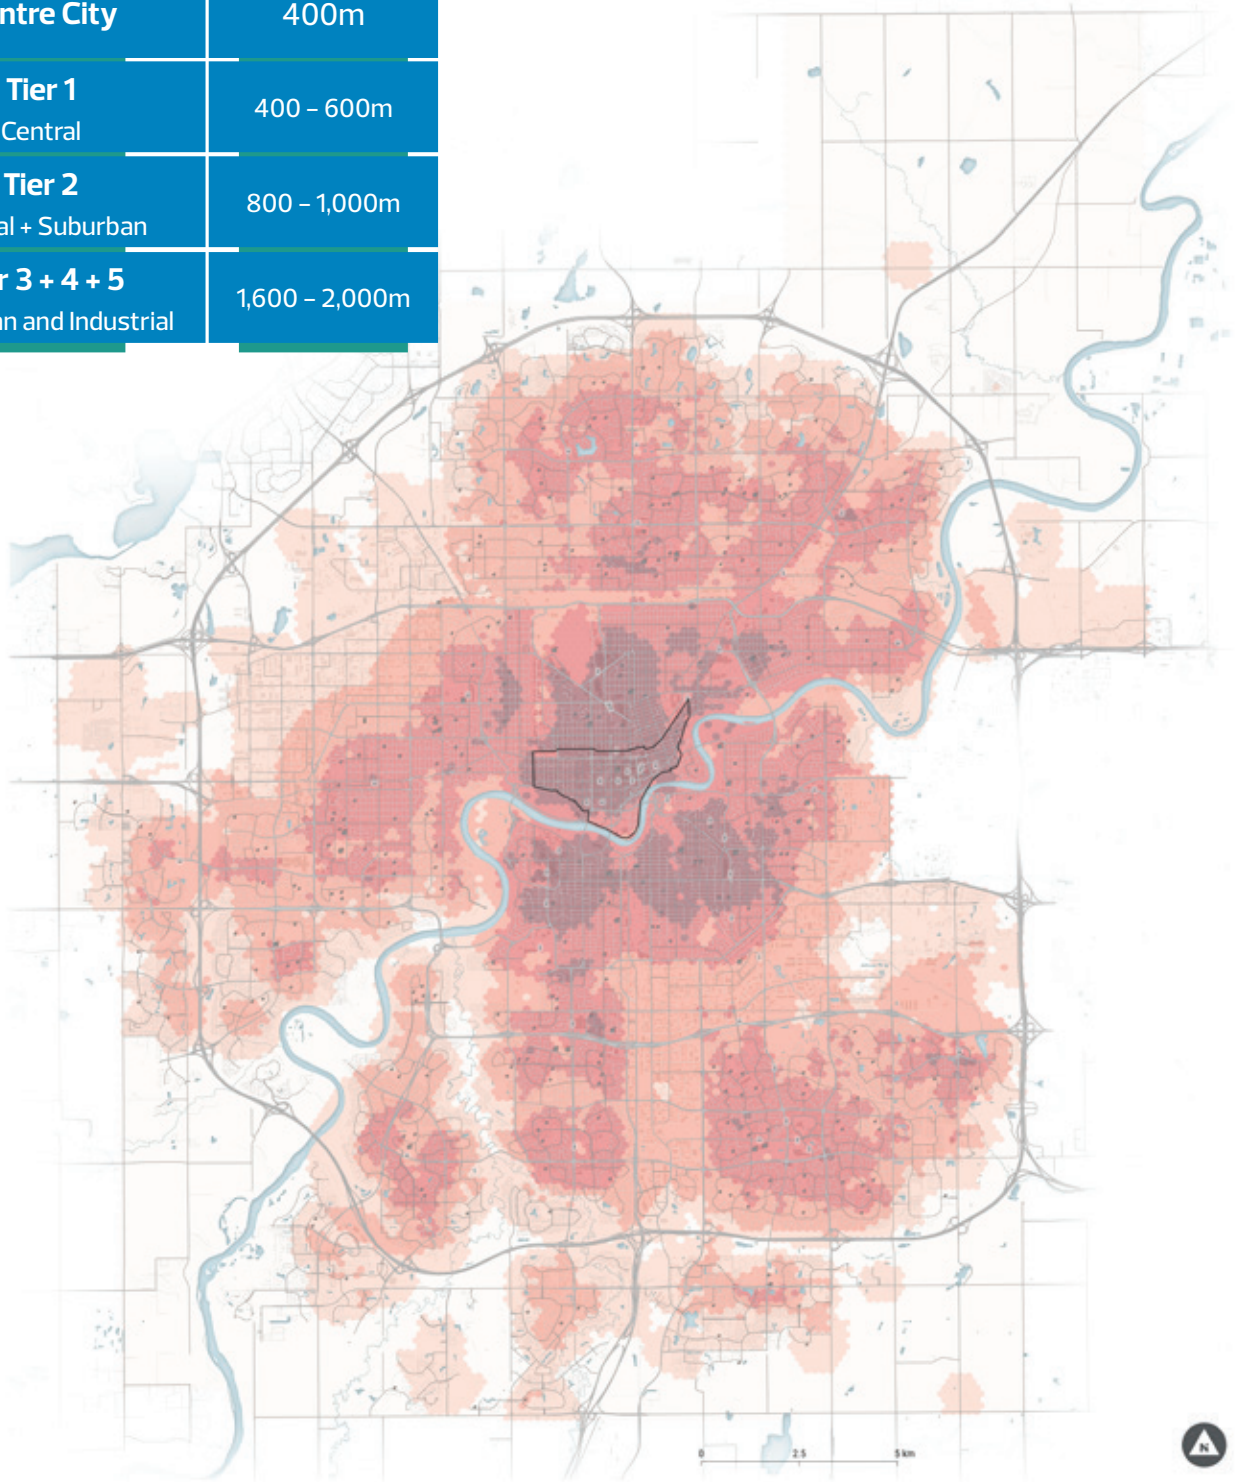 ntre City
400m
Tier 1
Central
400 – 600m
Tier 2
al + Suburban
800 – 1,000m
r 3 + 4 + 5
an and Industrial
1,600 – 2,000m
0 2.5 5 km
N